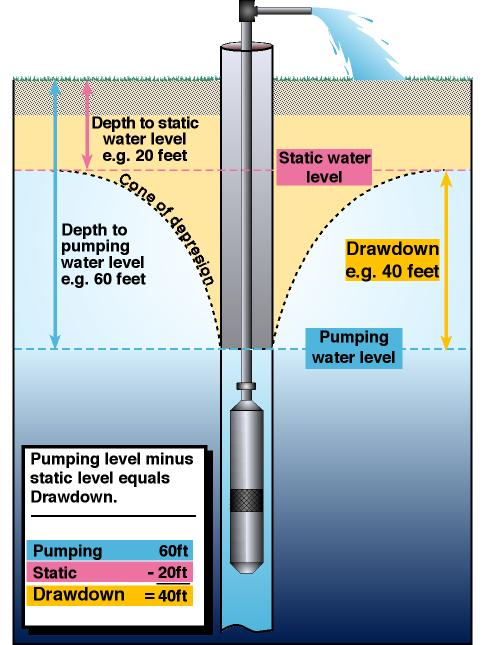 Depth to static
water level
e.g. 20 feet
Static water
level
Cone of depresion
Depth to
pumping
water level
e.g. 60 feet
Drawdown
e.g. 40 feet
Pumping
water level
Pumping level minus
static level equals
Drawdown.
Pumping 60ft
Static - 20ft
Drawdown = 40ft